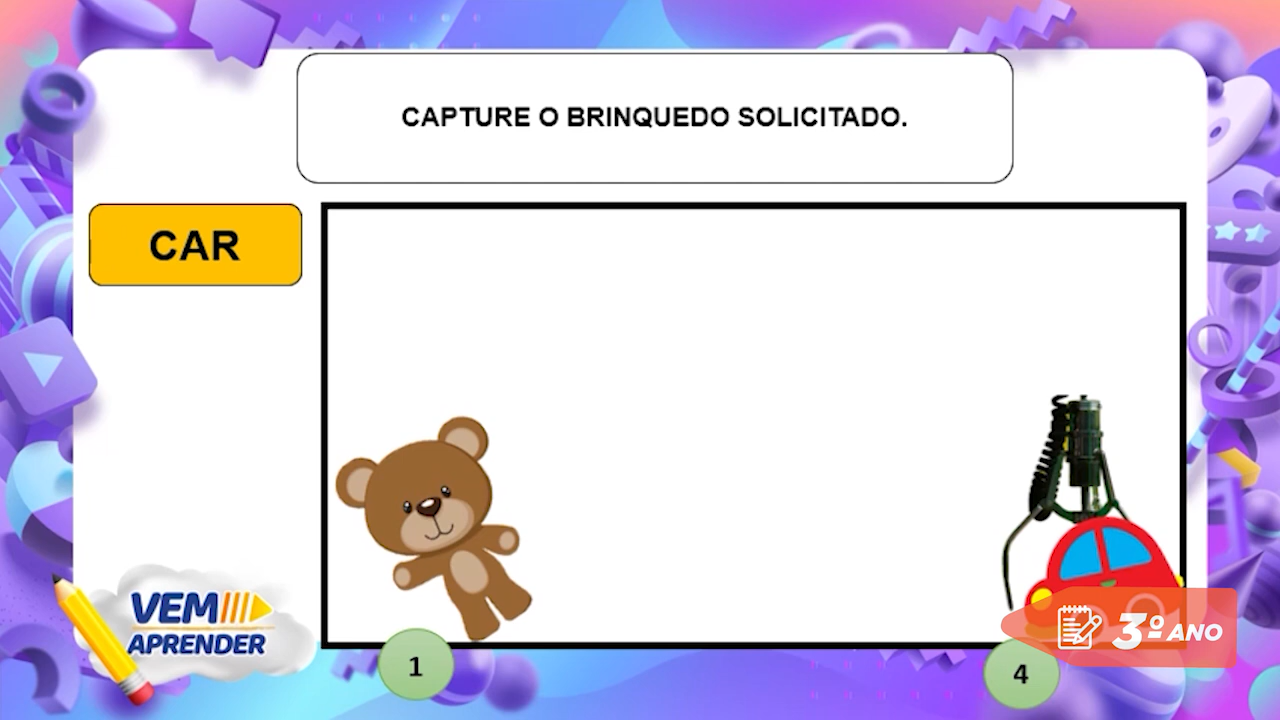 CAPTURE O BRINQUEDO SOLICITADO.
CAR
VEM
APRENDER
1
4
3º ANO